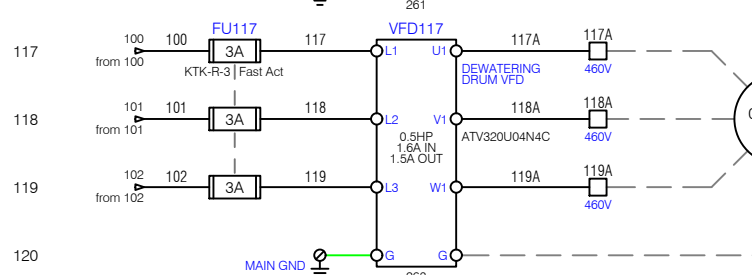 261
FU117
VFD117
117
100
from 100
100
3A
117
L1
U1
117A
117A
460V
KTK-R-3
Fast Act
DEWATERING
DRUM VFD
118
101
from 101
101
3A
118
L2
V1
118A
118A
460V
0.5HP
1.6A IN
1.5A OUT
ATV320U04N4C
119
102
from 102
102
3A
119
L3
W1
119A
119A
460V
120
MAIN GND
G
G